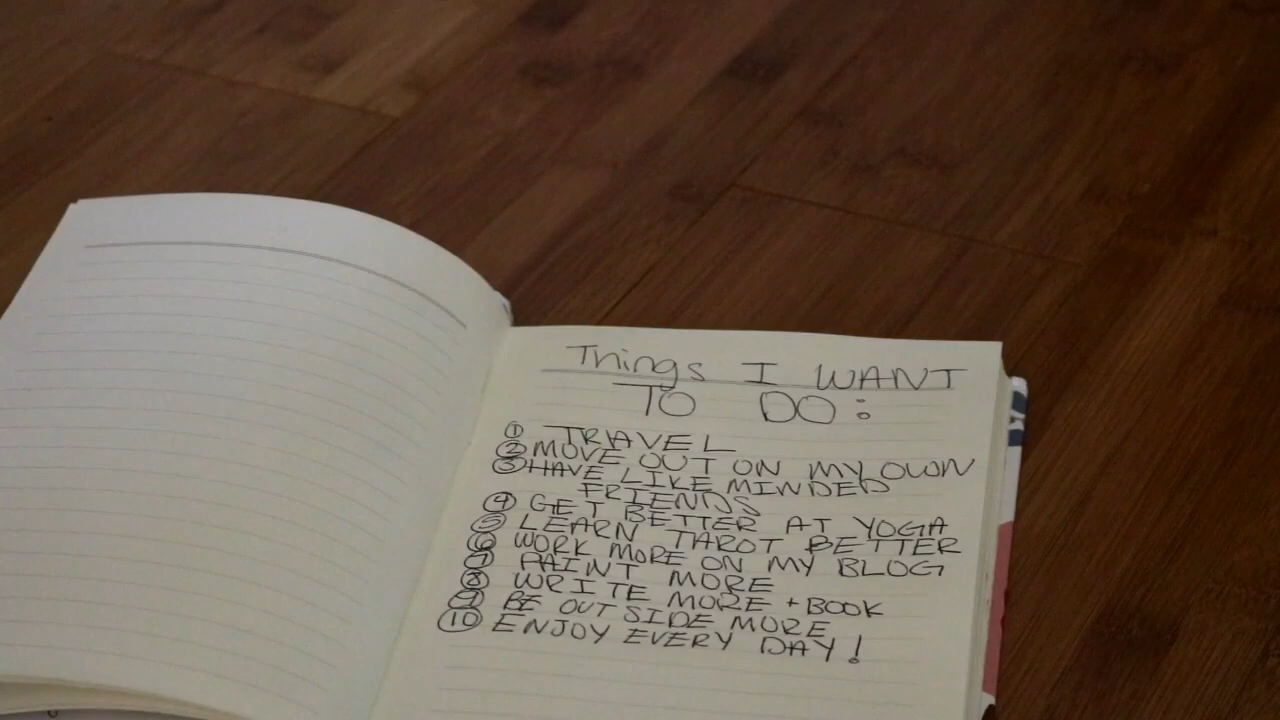 Things I WANT
TO DO:
① TRAVEL
② MOVE OUT ON MY OWN
③ HAVE LIKE MINDED
FRIENDS
④ GET BETTER AT YOGA
⑤ LEARN TAROT BETTER
⑥ WORK MORE ON MY BLOG
⑦ PAINT MORE
⑧ WRITE MORE + BOOK
⑨ BE OUTSIDE MORE
⑩ ENJOY EVERY DAY!